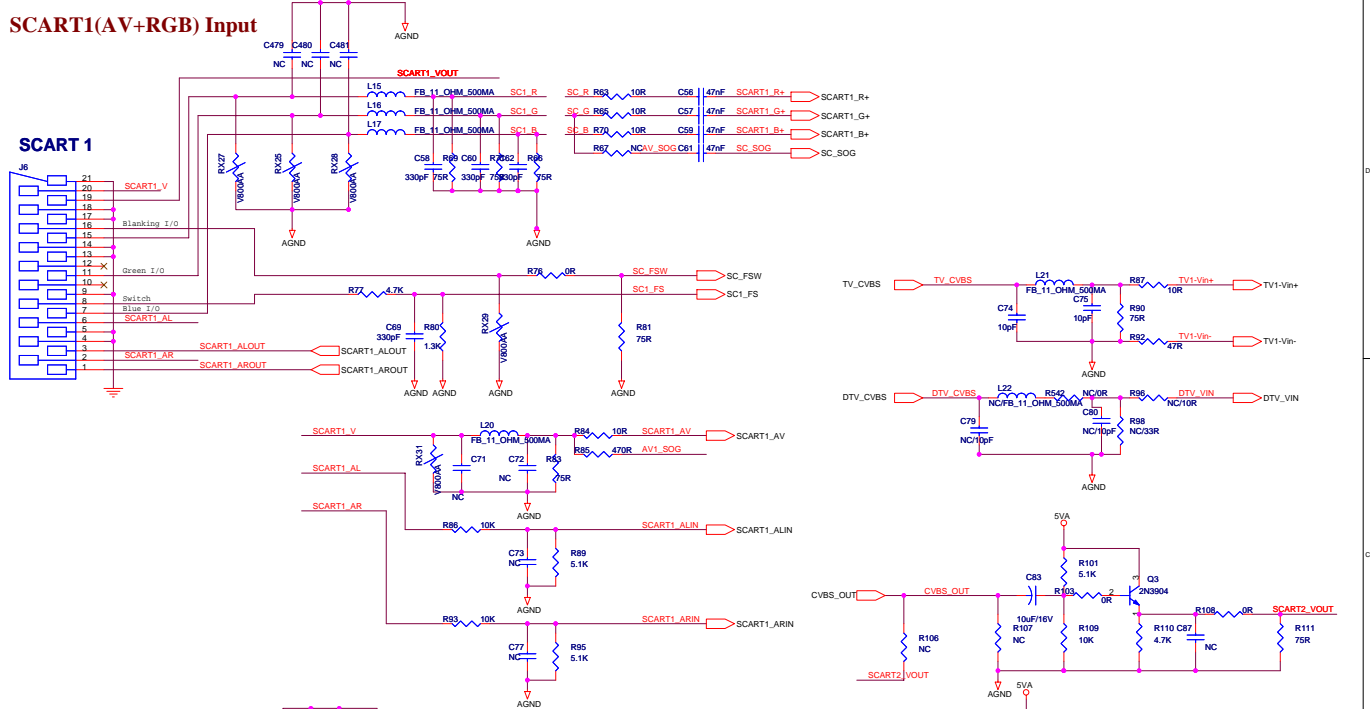 SCART1(AV+RGB) Input
AGND
C479 C480 C481
NC NC NC
SCART1_VOUT
L15
FB_11_OHM_500MA SC1_R
L16
FB_11_OHM_500MA SC1_G
L17
FB_11_OHM_500MA SC1_B
SC_R R63 10R C56 47nF SCART1_R+ SCART1_R+
SC_G R65 10R C57 47nF SCART1_G+ SCART1_G+
SC_B R70 10R C59 47nF SCART1_B+ SCART1_B+
R67 NC AV_SOG C61 47nF SC_SOG SC_SOG
SCART 1
J6
RX27 V800AA
RX25 V800AA
RX28 V800AA
C58 R69 C60 C62 R66
330pF 75R 330pF 75R 330pF 75R
AGND
AGND
21
20 SCART1_V
19
18
17
16 Blanking I/O
15
14
13
12
11 Green I/O
10
9
8 Switch
7 Blue I/O
6 SCART1_AL
5
4
3 SCART1_ALOUT SCART1_ALOUT
2 SCART1_AR
1 SCART1_AROUT SCART1_AROUT
R76 0R SC_FSW SC_FSW
R77 4.7K SC1_FS SC1_FS
C69
330pF
R80
1.3K
RX29 V800AA
R81
75R
AGND AGND AGND AGND
TV_CVBS TV_CVBS L21
FB_11_OHM_500MA
R87 10R TV1-Vin+ TV1-Vin+
C74
10pF
C75
10pF
R90
75R
R92 47R TV1-Vin- TV1-Vin-
AGND
DTV_CVBS DTV_CVBS L22
NC/FB_11_OHM_500MA
R542 NC/0R
R96 NC/10R DTV_VIN DTV_VIN
C79
NC/10pF
C80
NC/10pF
R98
NC/33R
AGND
SCART1_V
L20
FB_11_OHM_500MA
R84 10R SCART1_AV SCART1_AV
R85 470R AV1_SOG
RX31 V800AA
C71
NC
C72
NC
R83
75R
AGND
SCART1_AL
SCART1_AR
R86 10K SCART1_ALIN SCART1_ALIN
C73
NC
R89
5.1K
AGND
R93 10K SCART1_ARIN SCART1_ARIN
C77
NC
R95
5.1K
AGND
5VA
R101
5.1K
Q3
2N3904
3
2
1
CVBS_OUT CVBS_OUT
C83
10uF/16V
R103 0R
R106
NC
R107
NC
R109
10K
R110
4.7K
C87
NC
R108 0R SCART2_VOUT
R111
75R
SCART2_VOUT
AGND
5VA
D
C